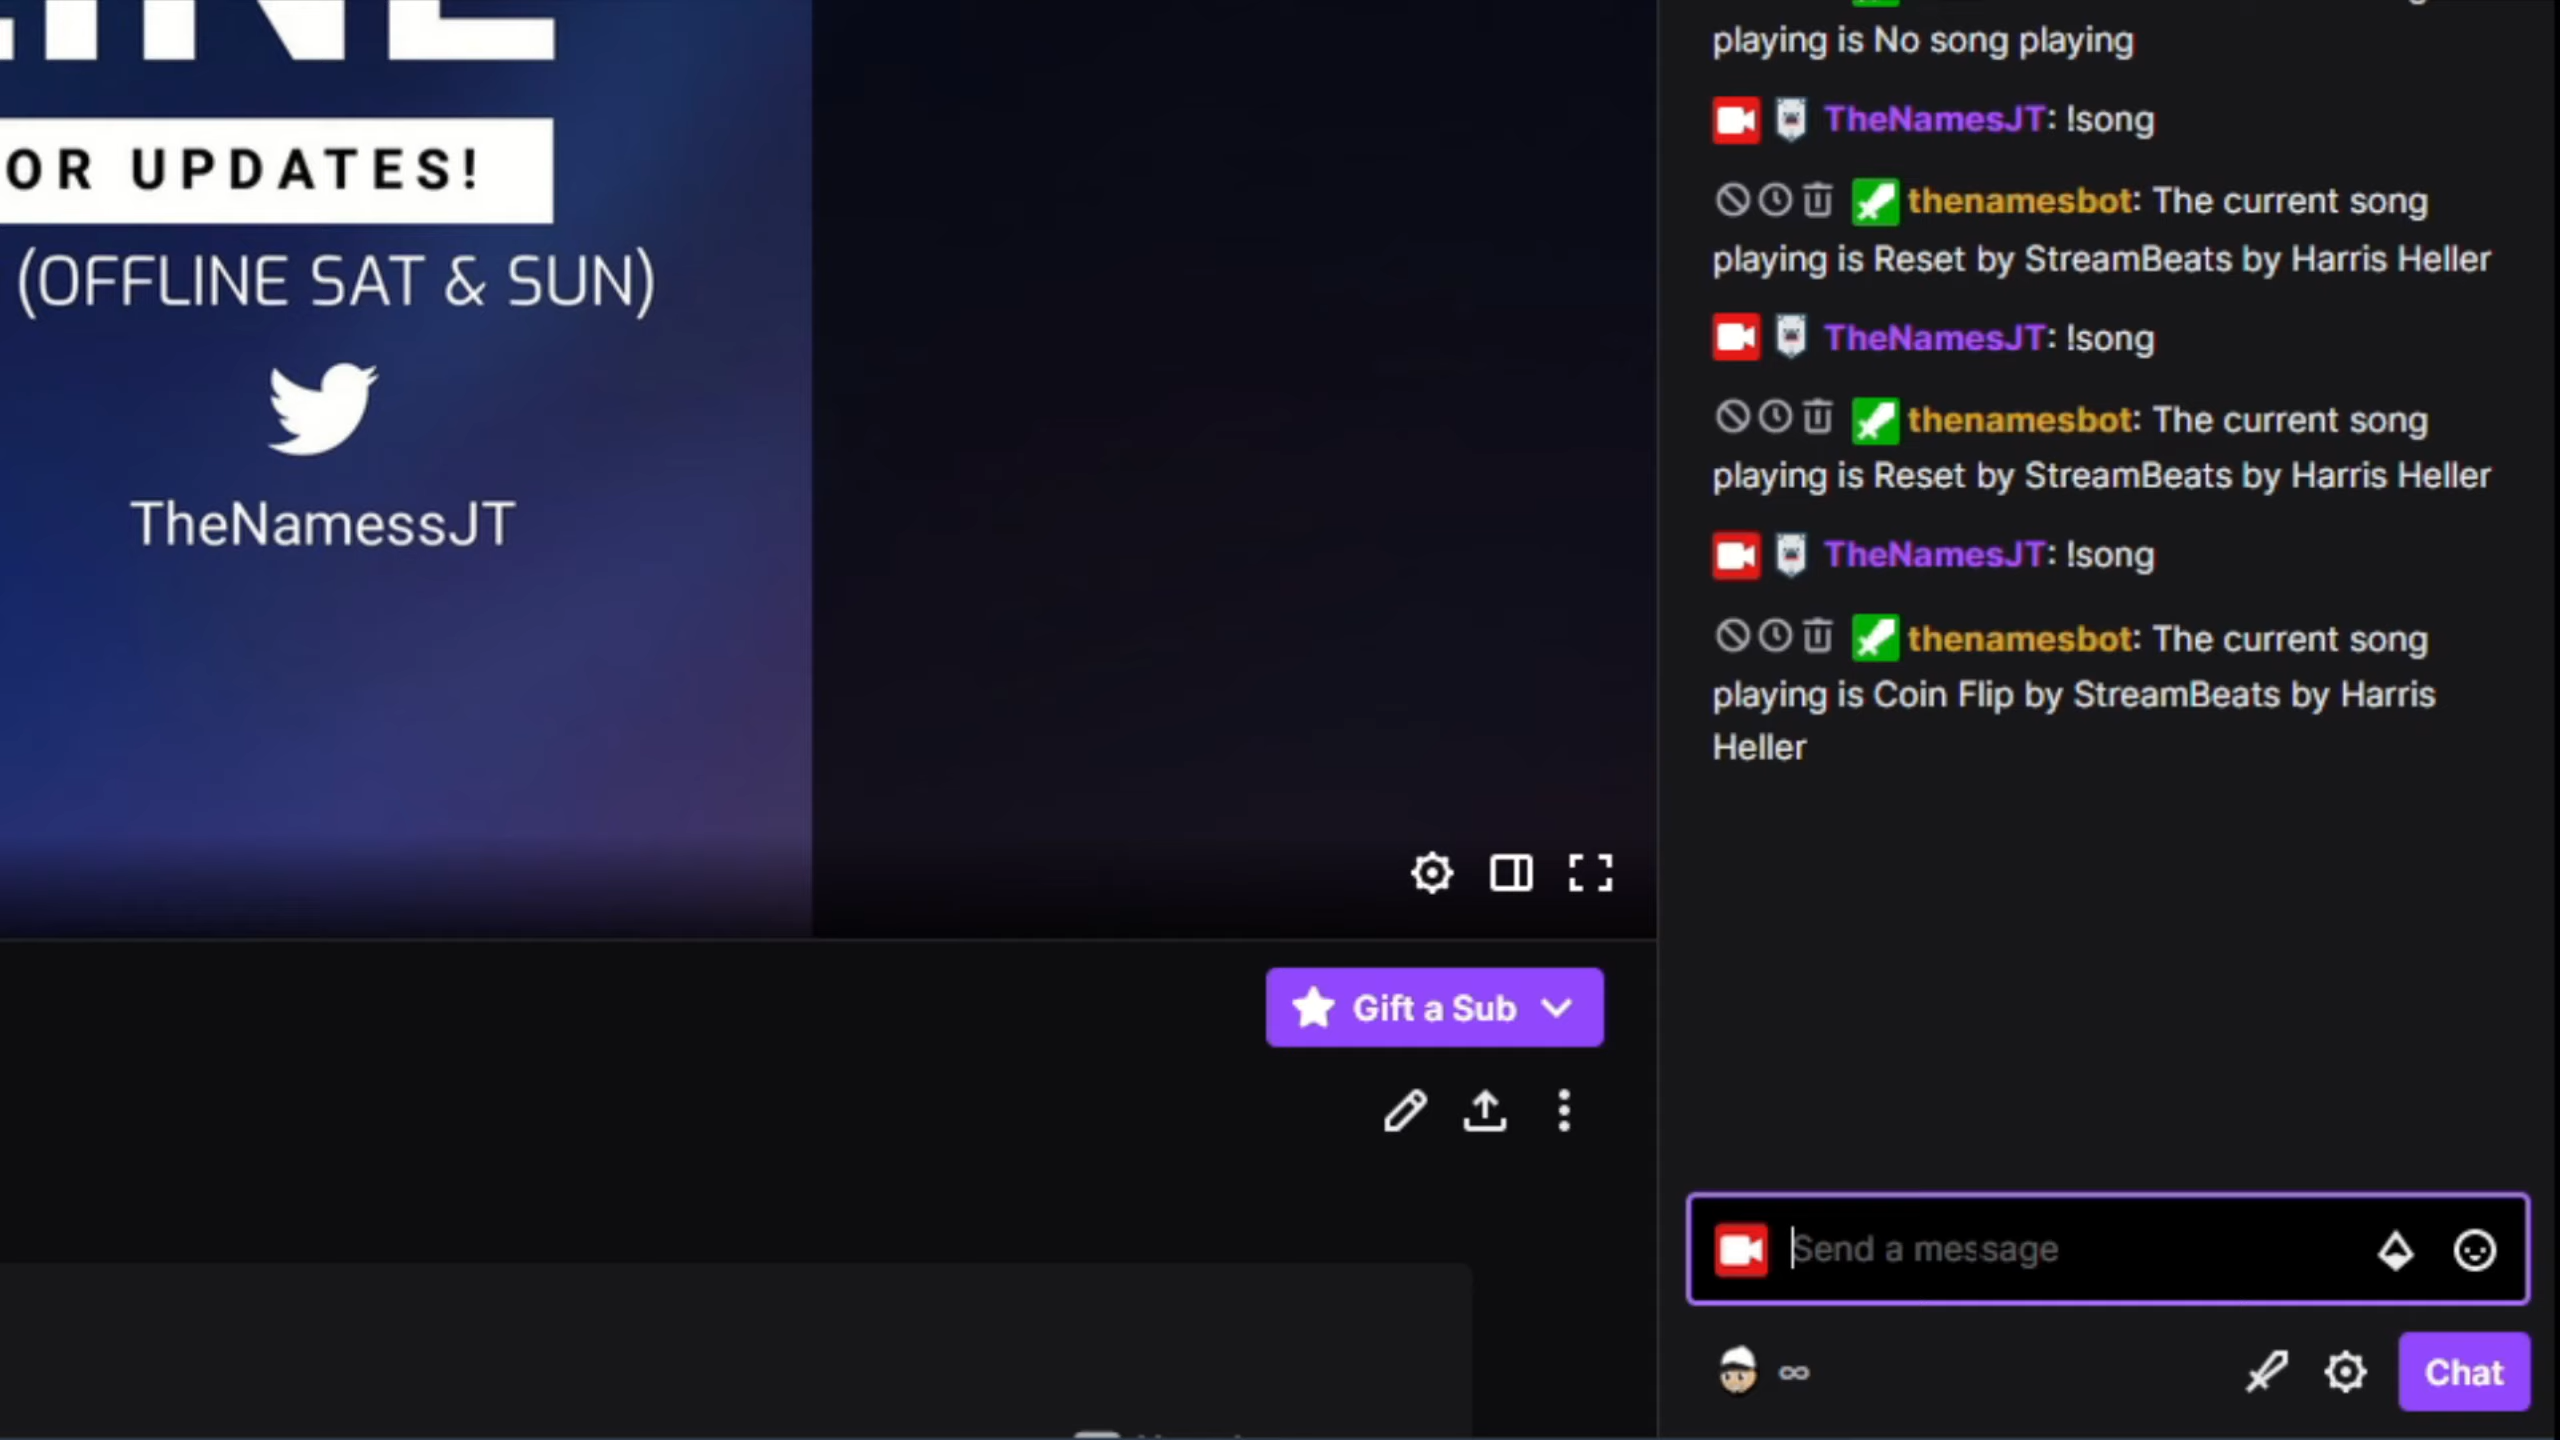 OR UPDATES!
(OFFLINE SAT & SUN)
TheNamessJT
Gift a Sub
playing is No song playing
TheNamesJT: !song
thenamesbot: The current song
playing is Reset by StreamBeats by Harris Heller
TheNamesJT: !song
thenamesbot: The current song
playing is Reset by StreamBeats by Harris Heller
TheNamesJT: !song
thenamesbot: The current song
playing is Coin Flip by StreamBeats by Harris
Heller
Send a message
Chat